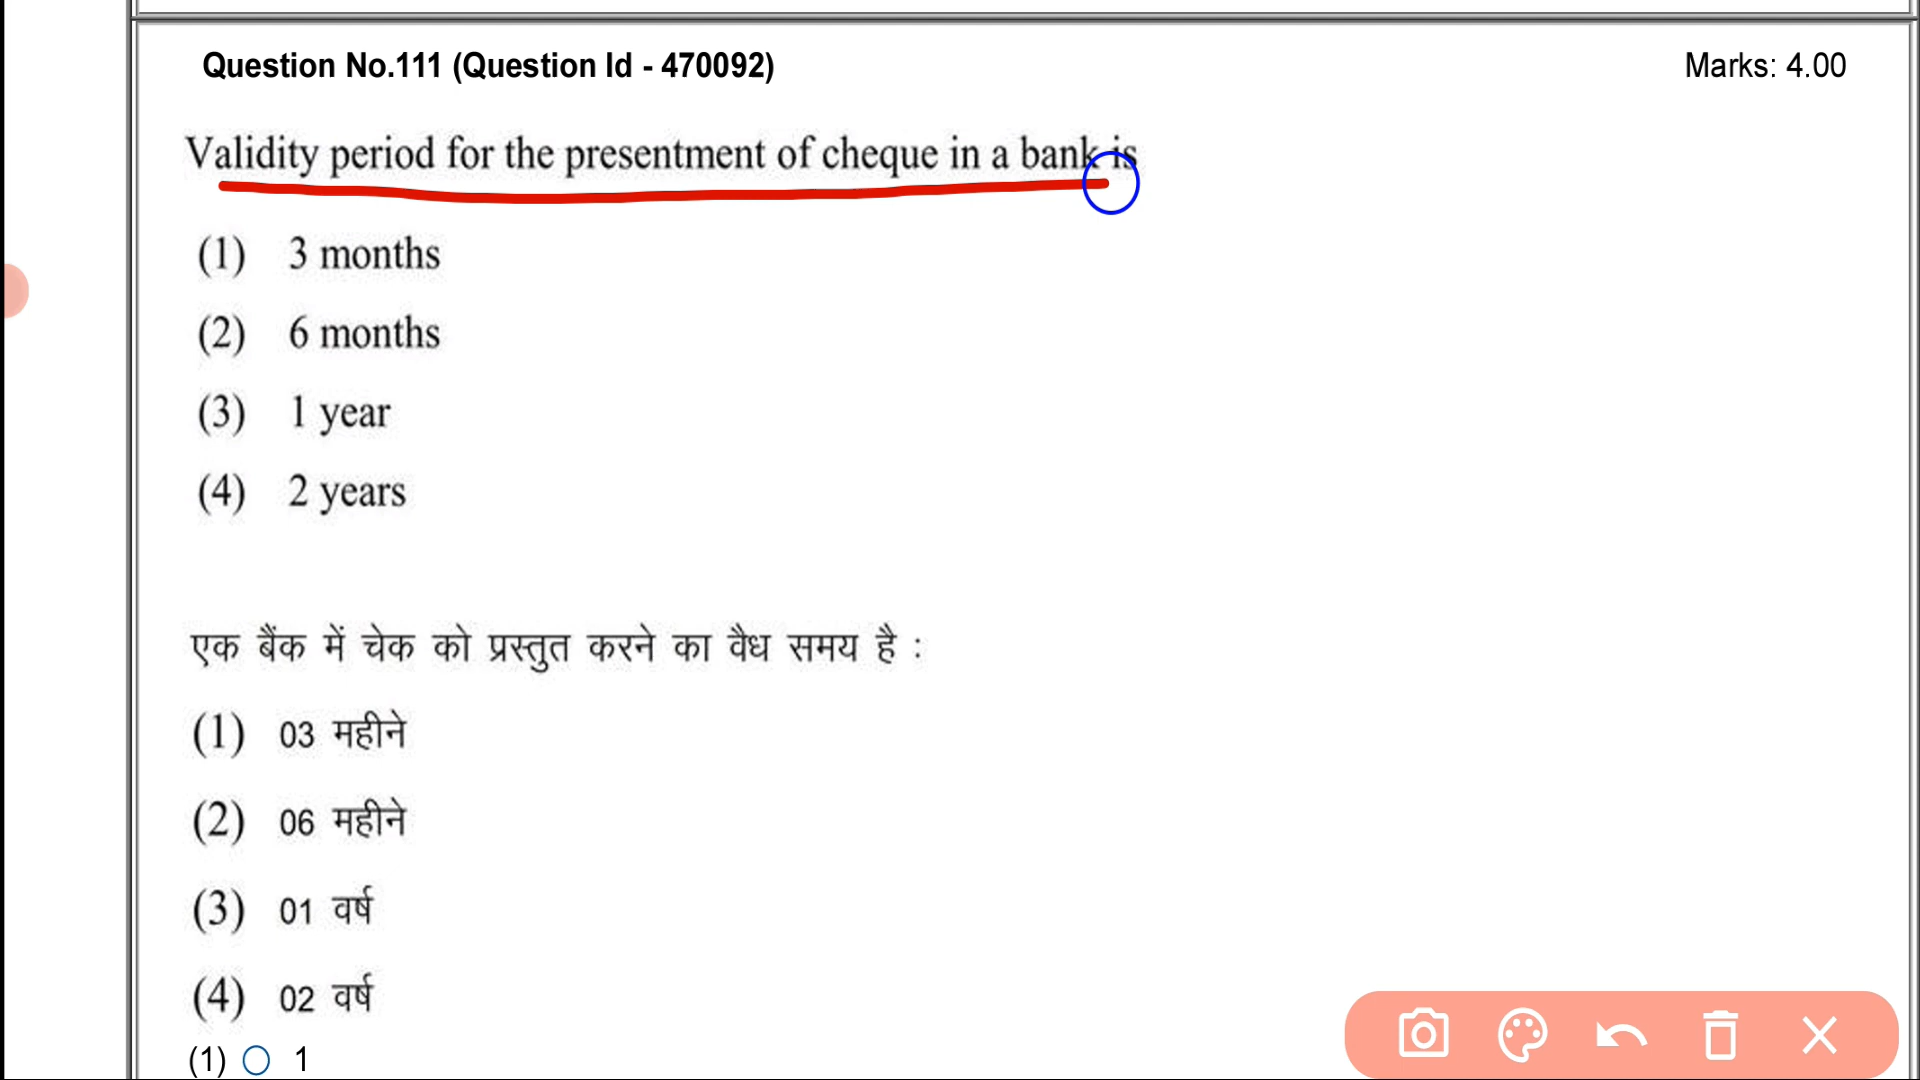 Question No.111 (Question Id - 470092) Marks: 4.00
Validity period for the presentment of cheque in a bank is
(1) 3 months
(2) 6 months
(3) 1 year
(4) 2 years
एक बैंक में चेक को प्रस्तुत करने का वैध समय है :
(1) 03 महीने
(2) 06 महीने
(3) 01 वर्ष
(4) 02 वर्ष
(1) 1